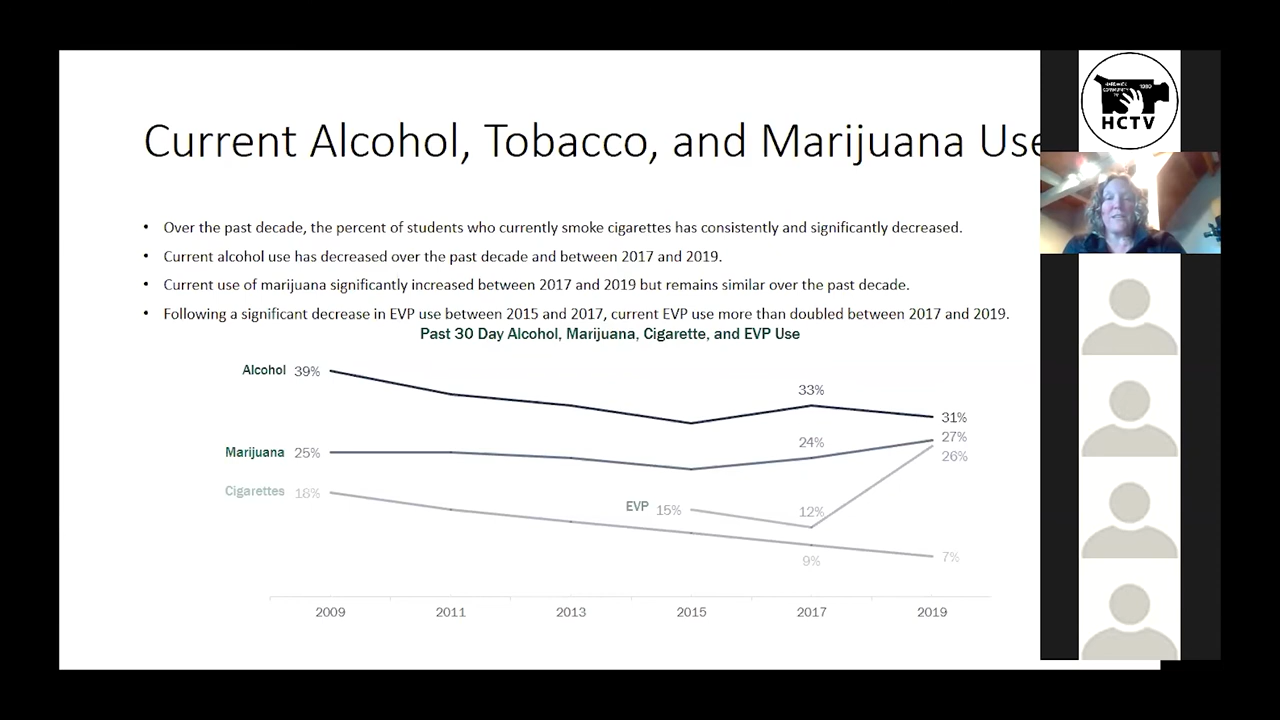 Current Alcohol, Tobacco, and Marijuana Use
• Over the past decade, the percent of students who currently smoke cigarettes has consistently and significantly decreased.
• Current alcohol use has decreased over the past decade and between 2017 and 2019.
• Current use of marijuana significantly increased between 2017 and 2019 but remains similar over the past decade.
• Following a significant decrease in EVP use between 2015 and 2017, current EVP use more than doubled between 2017 and 2019.
Past 30 Day Alcohol, Marijuana, Cigarette, and EVP Use
Alcohol 39%
33%
31%
Marijuana 25%
24%
27%
26%
Cigarettes 18%
EVP 15%
12%
9%
7%
2009 2011 2013 2015 2017 2019
HCTV